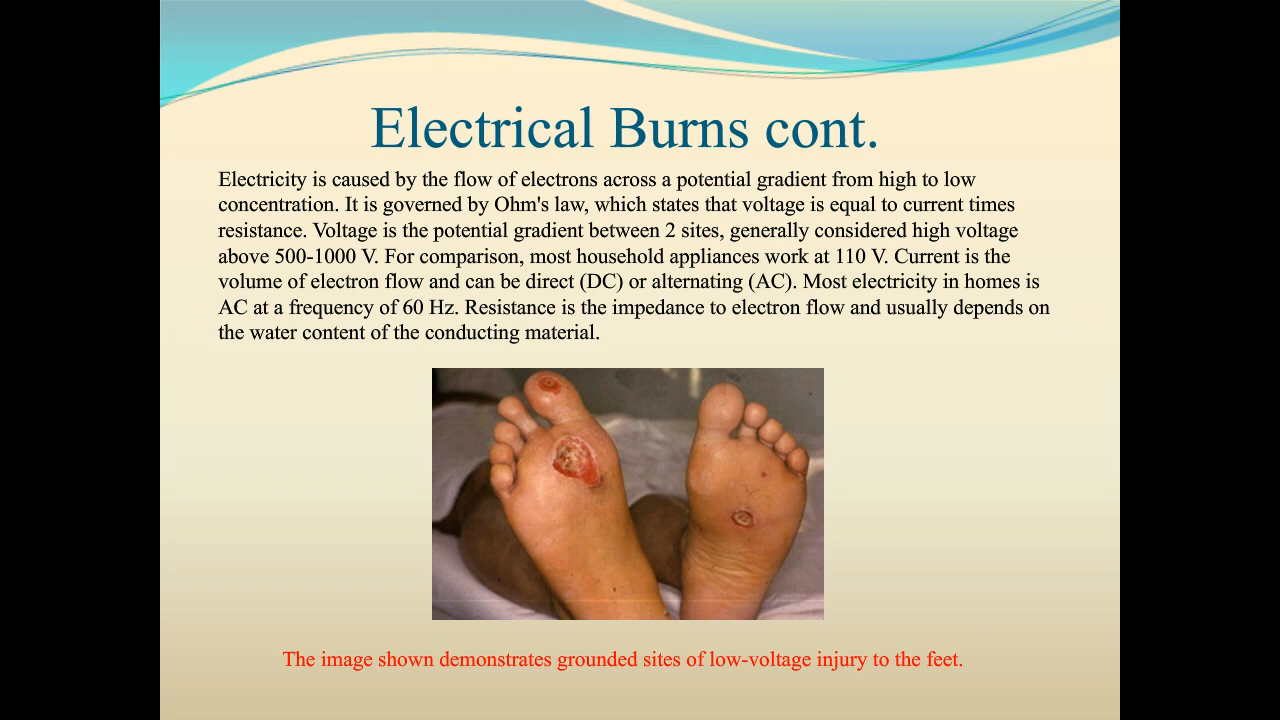 Electrical Burns cont.
Electricity is caused by the flow of electrons across a potential gradient from high to low
concentration. It is governed by Ohm's law, which states that voltage is equal to current times
resistance. Voltage is the potential gradient between 2 sites, generally considered high voltage
above 500-1000 V. For comparison, most household appliances work at 110 V. Current is the
volume of electron flow and can be direct (DC) or alternating (AC). Most electricity in homes is
AC at a frequency of 60 Hz. Resistance is the impedance to electron flow and usually depends on
the water content of the conducting material.
The image shown demonstrates grounded sites of low-voltage injury to the feet.